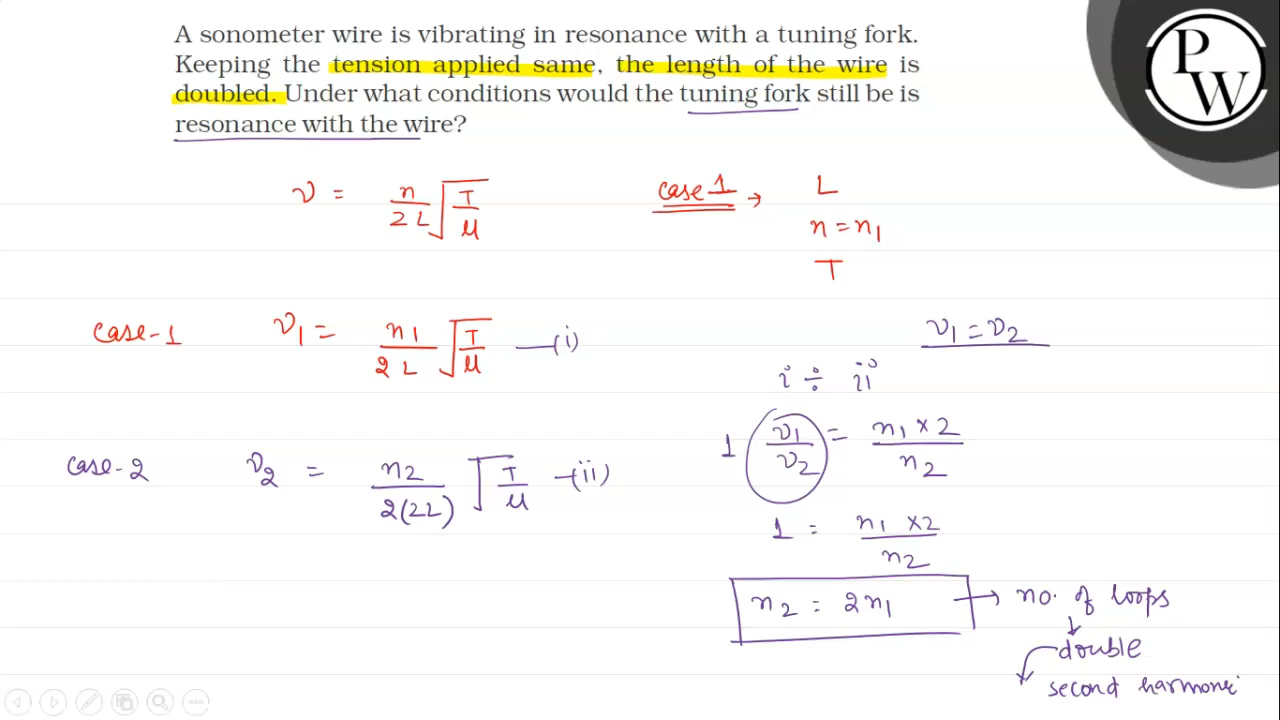 A sonometer wire is vibrating in resonance with a tuning fork.
Keeping the tension applied same, the length of the wire is
doubled. Under what conditions would the tuning fork still be is
resonance with the wire?
P
W
ν = n/2L √T/μ
case 1 → L
n = n₁
T
case-1 ν₁ = n₁/2L √T/μ —(i)
ν₁ = ν₂
i ÷ ii
1 ν₁/ν₂ = n₁ × 2/n₂
case-2 ν₂ = n₂/2(2L) √T/μ —(ii)
1 = n₁ × 2/n₂
n₂ = 2n₁ → no. of loops
↓
double
second harmonic